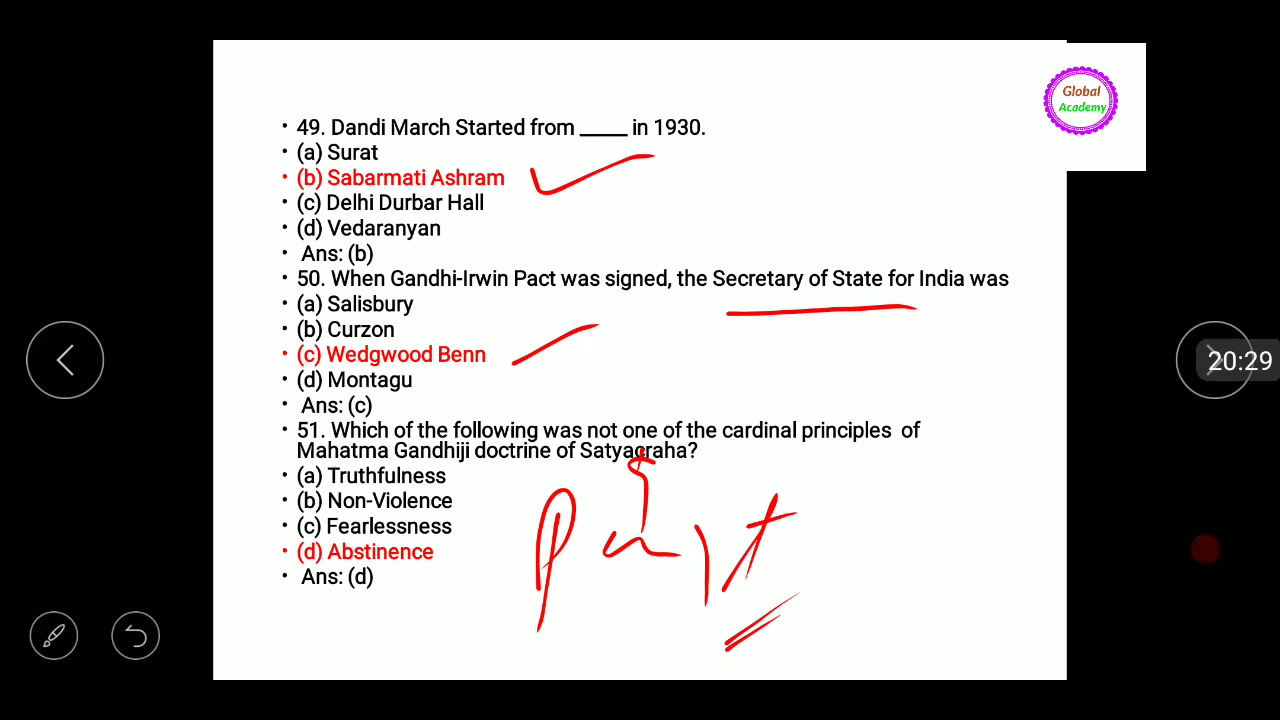 Global
Academy
• 49. Dandi March Started from _____ in 1930.
• (a) Surat
• (b) Sabarmati Ashram
• (c) Delhi Durbar Hall
• (d) Vedaranyan
• Ans: (b)
• 50. When Gandhi-Irwin Pact was signed, the Secretary of State for India was
• (a) Salisbury
• (b) Curzon
• (c) Wedgwood Benn
• (d) Montagu
• Ans: (c)
• 51. Which of the following was not one of the cardinal principles of
Mahatma Gandhiji doctrine of Satyagraha?
• (a) Truthfulness
• (b) Non-Violence
• (c) Fearlessness
• (d) Abstinence
• Ans: (d)
20:29